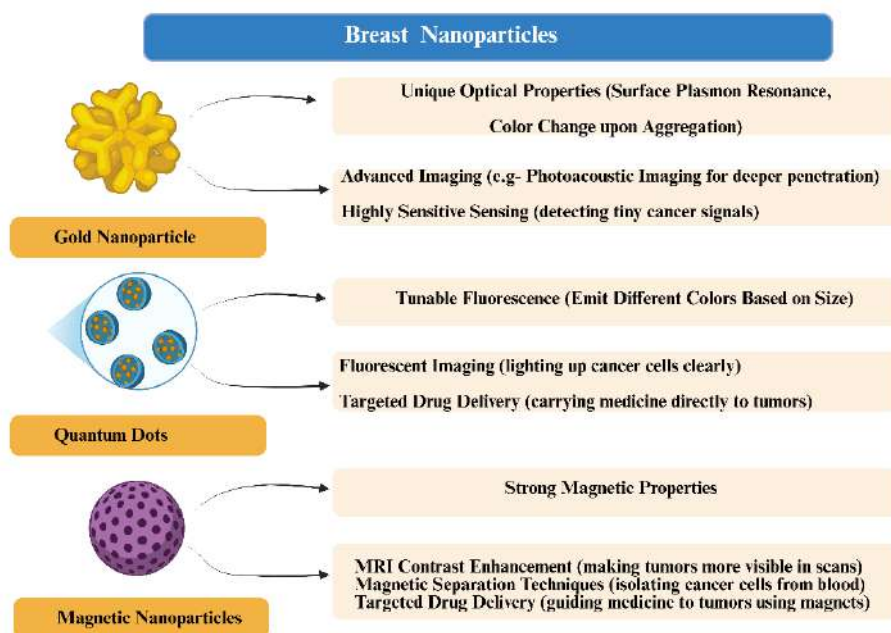 Breast Nanoparticles
Unique Optical Properties (Surface Plasmon Resonance,
Color Change upon Aggregation)
Advanced Imaging (e.g- Photoacoustic Imaging for deeper penetration)
Highly Sensitive Sensing (detecting tiny cancer signals)
Gold Nanoparticle
Tunable Fluorescence (Emit Different Colors Based on Size)
Fluorescent Imaging (lighting up cancer cells clearly)
Targeted Drug Delivery (carrying medicine directly to tumors)
Quantum Dots
Strong Magnetic Properties
MRI Contrast Enhancement (making tumors more visible in scans)
Magnetic Separation Techniques (isolating cancer cells from blood)
Targeted Drug Delivery (guiding medicine to tumors using magnets)
Magnetic Nanoparticles